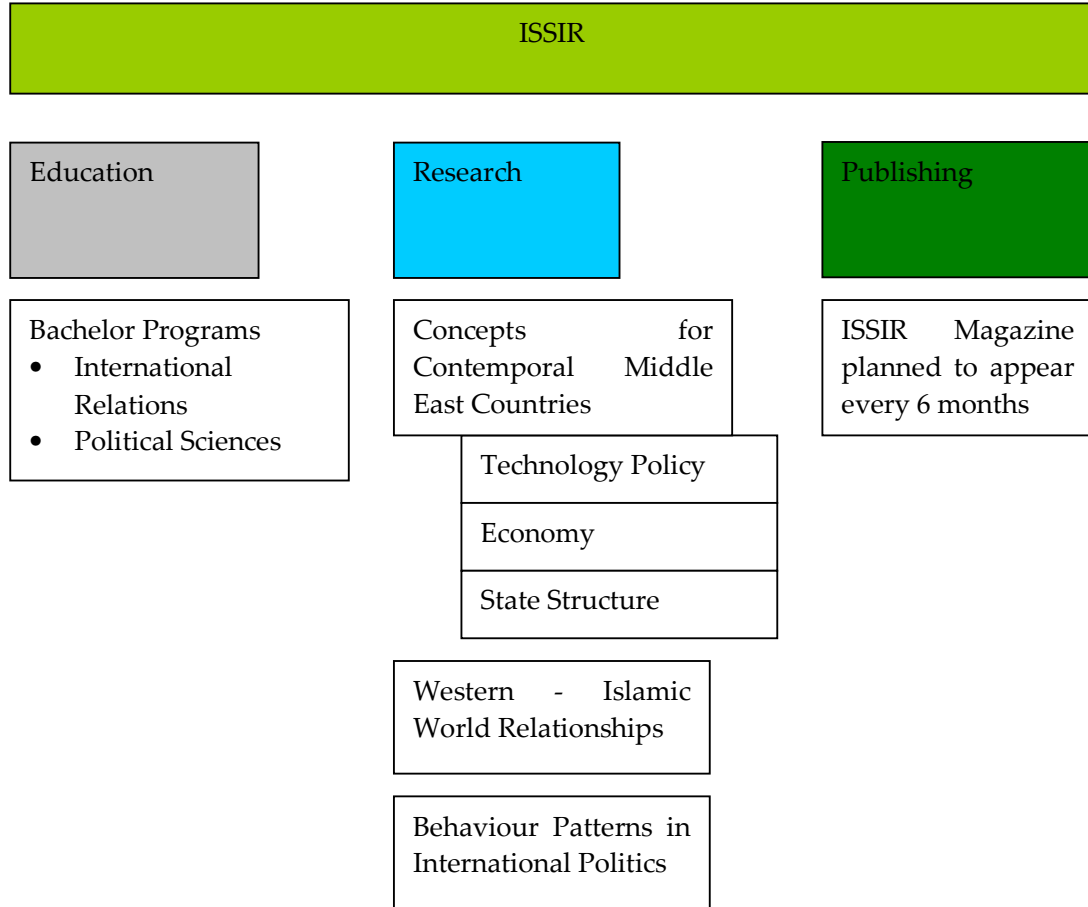 ISSIR
Education
Research
Publishing
Bachelor Programs
• International
Relations
• Political Sciences
Concepts for
Contemporal Middle
East Countries
Technology Policy
Economy
State Structure
Western - Islamic
World Relationships
Behaviour Patterns in
International Politics
ISSIR Magazine
planned to appear
every 6 months